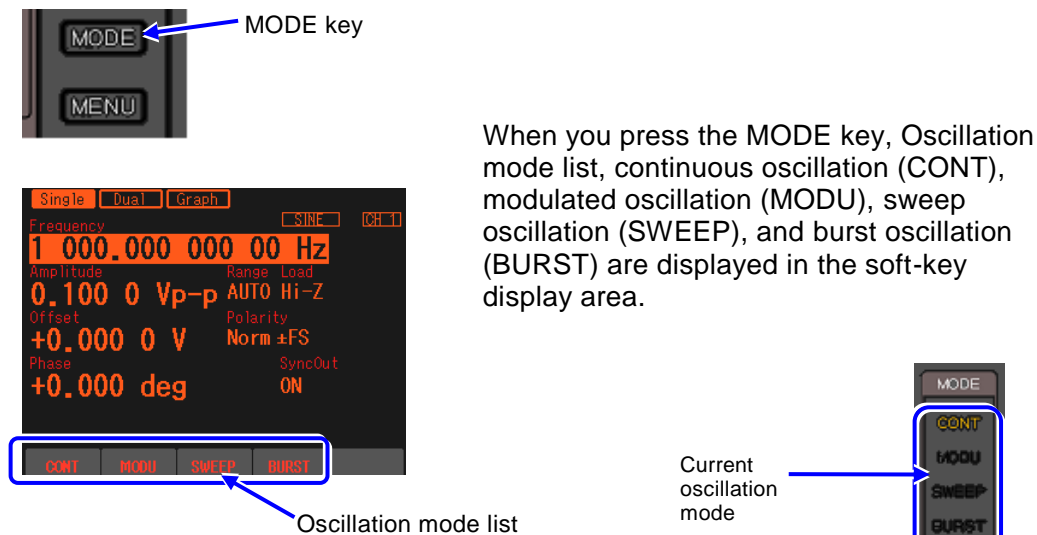 MODE
MODE key
MENU
When you press the MODE key, Oscillation
mode list, continuous oscillation (CONT),
modulated oscillation (MODU), sweep
oscillation (SWEEP), and burst oscillation
(BURST) are displayed in the soft-key
display area.
Single Dual Graph
Frequency SINE CH 1
1 000.000 000 00 Hz
Amplitude Range Load
0.100 0 Vp-p AUTO Hi-Z
Offset Polarity
+0.000 0 V Norm ±FS
Phase SyncOut
+0.000 deg ON
CONT MODU SWEEP BURST
Oscillation mode list
Current
oscillation
mode
MODE
CONT
MODU
SWEEP
BURST